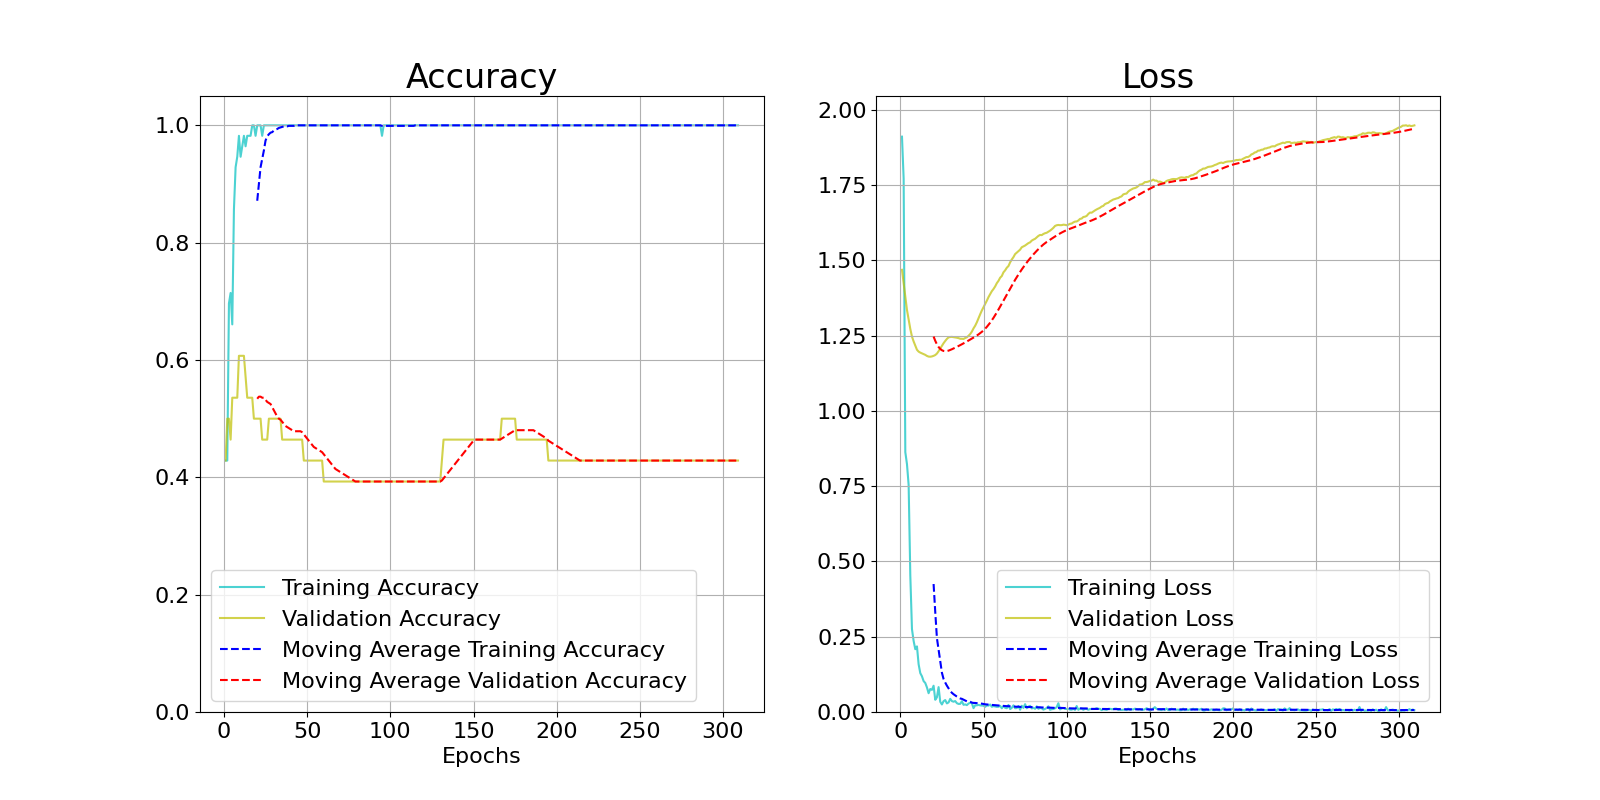 Accuracy
1.0
0.8
0.6
0.4
0.2
0.0
0 50 100 150 200 250 300
Epochs
Training Accuracy
Validation Accuracy
Moving Average Training Accuracy
Moving Average Validation Accuracy
Loss
2.00
1.75
1.50
1.25
1.00
0.75
0.50
0.25
0.00
0 50 100 150 200 250 300
Epochs
Training Loss
Validation Loss
Moving Average Training Loss
Moving Average Validation Loss